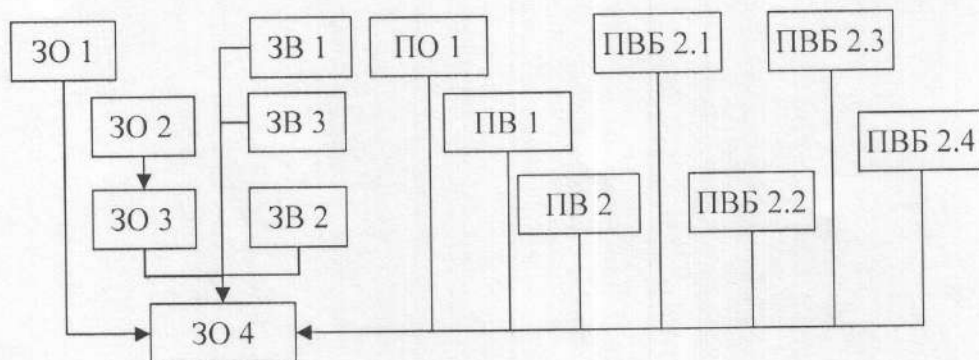 ЗО 1
ЗВ 1
ПО 1
ПВБ 2.1
ПВБ 2.3
ЗО 2
ЗВ 3
ПВ 1
ПВБ 2.4
ЗО 3
ЗВ 2
ПВ 2
ПВБ 2.2
ЗО 4